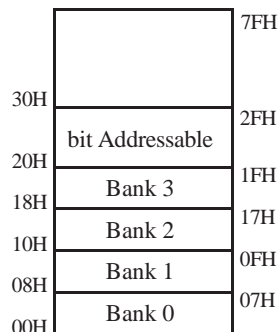 7FH
30H
2FH
bit Addressable
20H
1FH
Bank 3
18H
17H
Bank 2
10H
0FH
Bank 1
08H
07H
Bank 0
00H